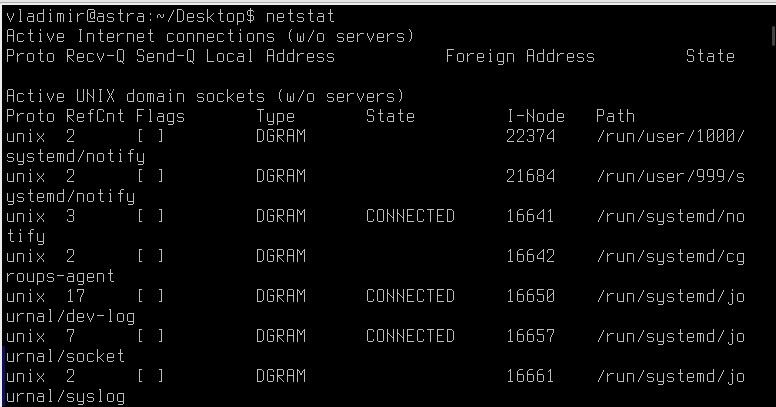 vladimir@astra:~/Desktop$ netstat
Active Internet connections (w/o servers)
Proto Recv-Q Send-Q Local Address           Foreign Address         State
Active UNIX domain sockets (w/o servers)
Proto RefCnt Flags       Type       State         I-Node   Path
unix  2      [ ]         DGRAM                    22374    /run/user/1000/
systemd/notify
unix  2      [ ]         DGRAM                    21684    /run/user/999/s
ystemd/notify
unix  3      [ ]         DGRAM      CONNECTED     16641    /run/systemd/no
tify
unix  2      [ ]         DGRAM                    16642    /run/systemd/cg
roups-agent
unix  17     [ ]         DGRAM      CONNECTED     16650    /run/systemd/jo
urnal/dev-log
unix  7      [ ]         DGRAM      CONNECTED     16657    /run/systemd/jo
urnal/socket
unix  2      [ ]         DGRAM                    16661    /run/systemd/jo
urnal/syslog